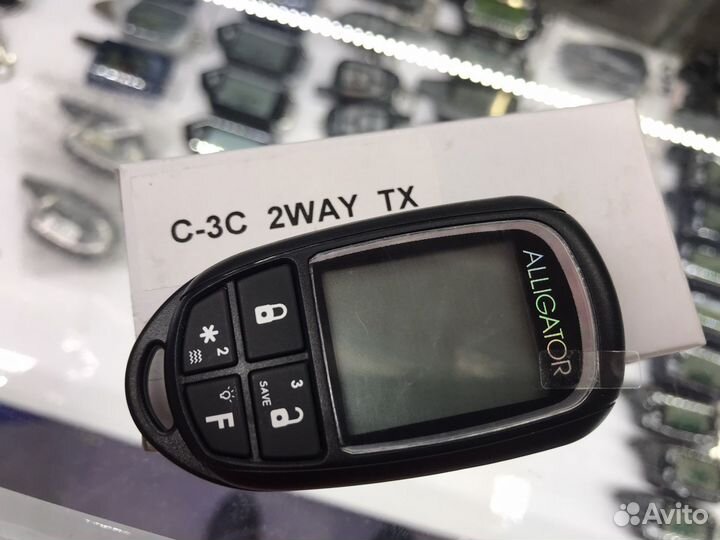 C-3C 2WAY TX
ALLIGATOR
2
3
SAVE
F
Avito